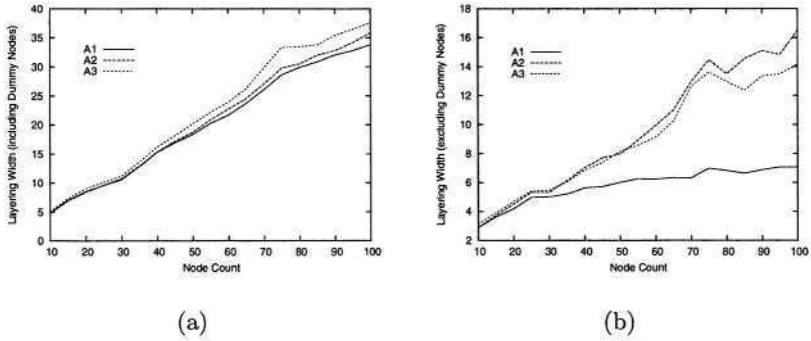 Layering Width (including Dummy Nodes)
40
35
30
25
20
15
10
5
0
A1
A2
A3
10 20 30 40 50 60 70 80 90 100
Node Count
(a)
Layering Width (excluding Dummy Nodes)
18
16
14
12
10
8
6
4
2
A1
A2
A3
10 20 30 40 50 60 70 80 90 100
Node Count
(b)